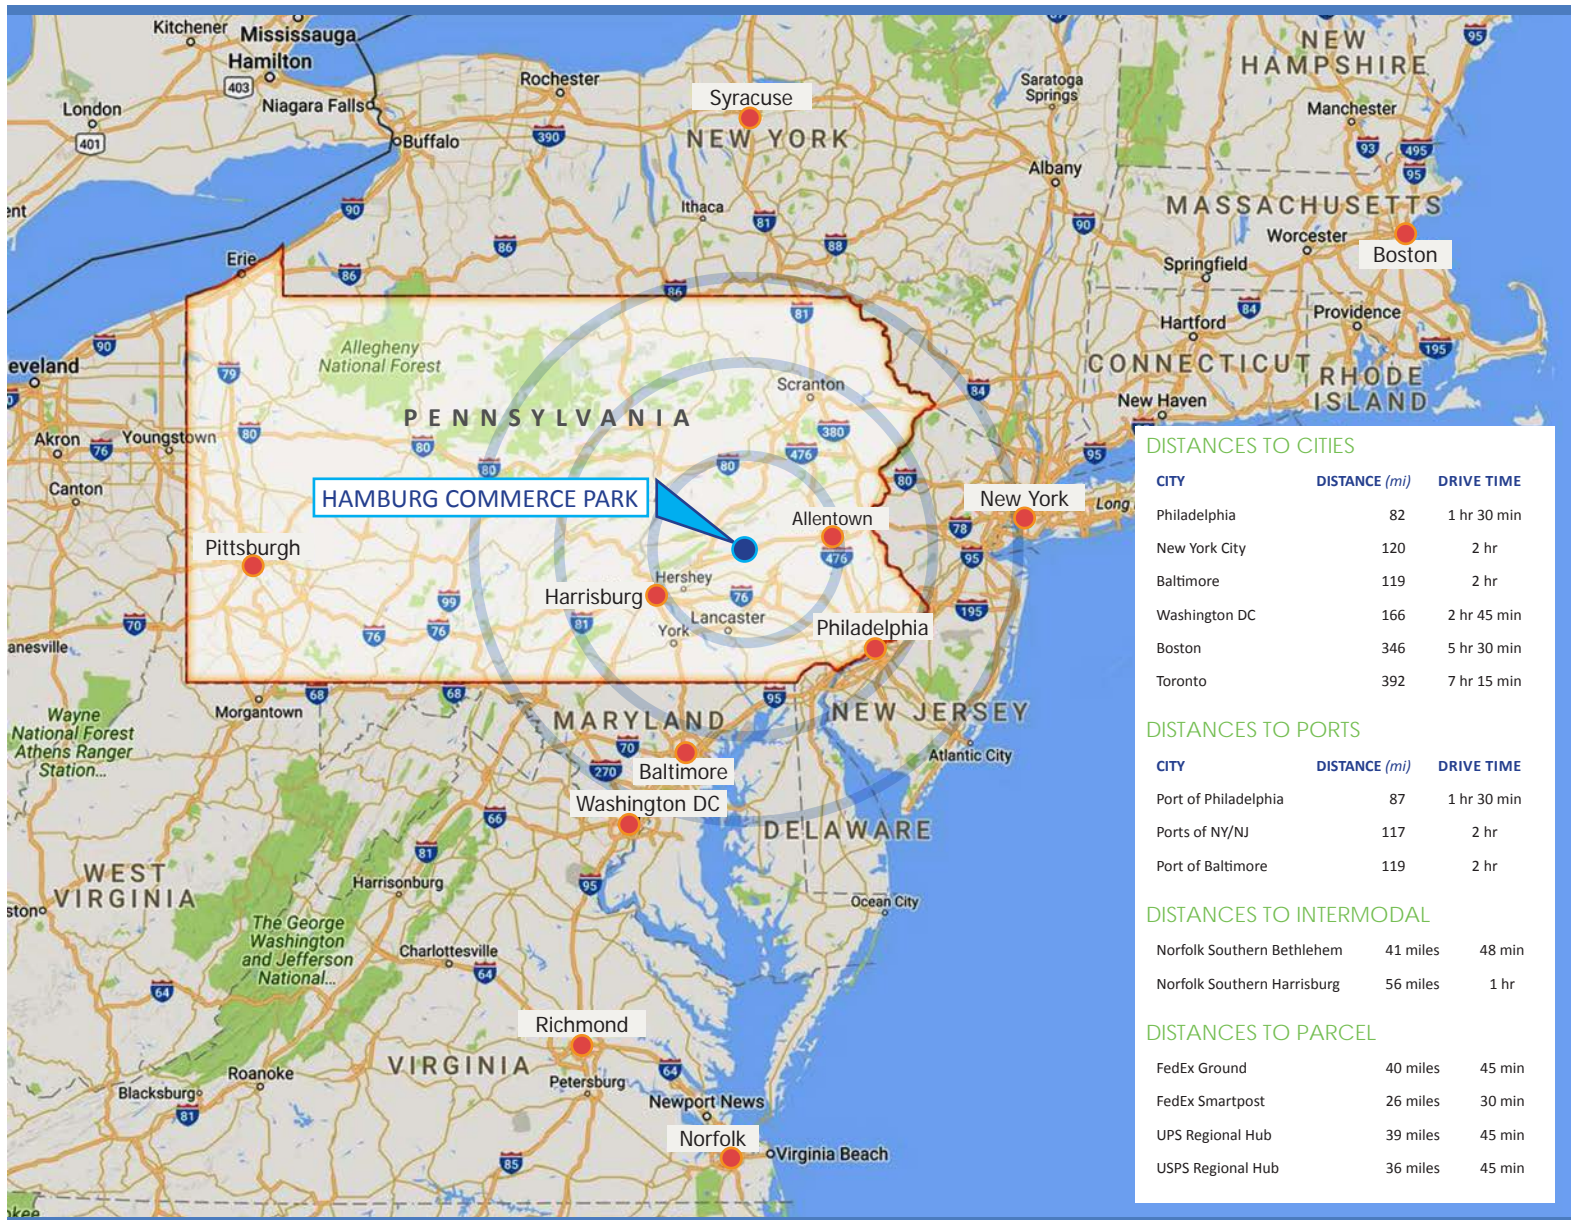 Kitchener
Mississauga
Hamilton
403
London
401
Niagara Falls
Buffalo
Rochester
390
Syracuse
NEW YORK
Saratoga
Springs
Albany
NEW
HAMPSHIRE
95
Manchester
93
495
95
MASSACHUSETTS
Worcester
Boston
Springfield
90
90
Ithaca
81
86
88
ent
Erie
86
86
84
Hartford
Providence
195
CONNECTICUT
RHODE
ISLAND
New Haven
95
84
90
eveland
Akron
76
Youngstown
Canton
79
80
Allegheny
National Forest
PENNSYLVANIA
80
80
81
Scranton
380
476
80
80
HAMBURG COMMERCE PARK
Allentown
476
78
New York
Long
95
195
Pittsburgh
Harrisburg
Hershey
76
Lancaster
York
Philadelphia
99
76
76
81
70
anesville
68
68
Morgantown
Wayne
National Forest
Athens Ranger
Station...
MARYLAND
95
NEW JERSEY
70
270
Baltimore
Washington DC
Atlantic City
DELAWARE
66
81
95
WEST
VIRGINIA
ston
Harrisonburg
Ocean City
The George
Washington
and Jefferson
National...
Charlottesville
64
64
Richmond
VIRGINIA
Petersburg
64
Roanoke
Blacksburg
81
Newport News
Norfolk
Virginia Beach
85
kee
DISTANCES TO CITIES
CITY DISTANCE (mi) DRIVE TIME
Philadelphia 82 1 hr 30 min
New York City 120 2 hr
Baltimore 119 2 hr
Washington DC 166 2 hr 45 min
Boston 346 5 hr 30 min
Toronto 392 7 hr 15 min
DISTANCES TO PORTS
CITY DISTANCE (mi) DRIVE TIME
Port of Philadelphia 87 1 hr 30 min
Ports of NY/NJ 117 2 hr
Port of Baltimore 119 2 hr
DISTANCES TO INTERMODAL
Norfolk Southern Bethlehem 41 miles 48 min
Norfolk Southern Harrisburg 56 miles 1 hr
DISTANCES TO PARCEL
FedEx Ground 40 miles 45 min
FedEx Smartpost 26 miles 30 min
UPS Regional Hub 39 miles 45 min
USPS Regional Hub 36 miles 45 min